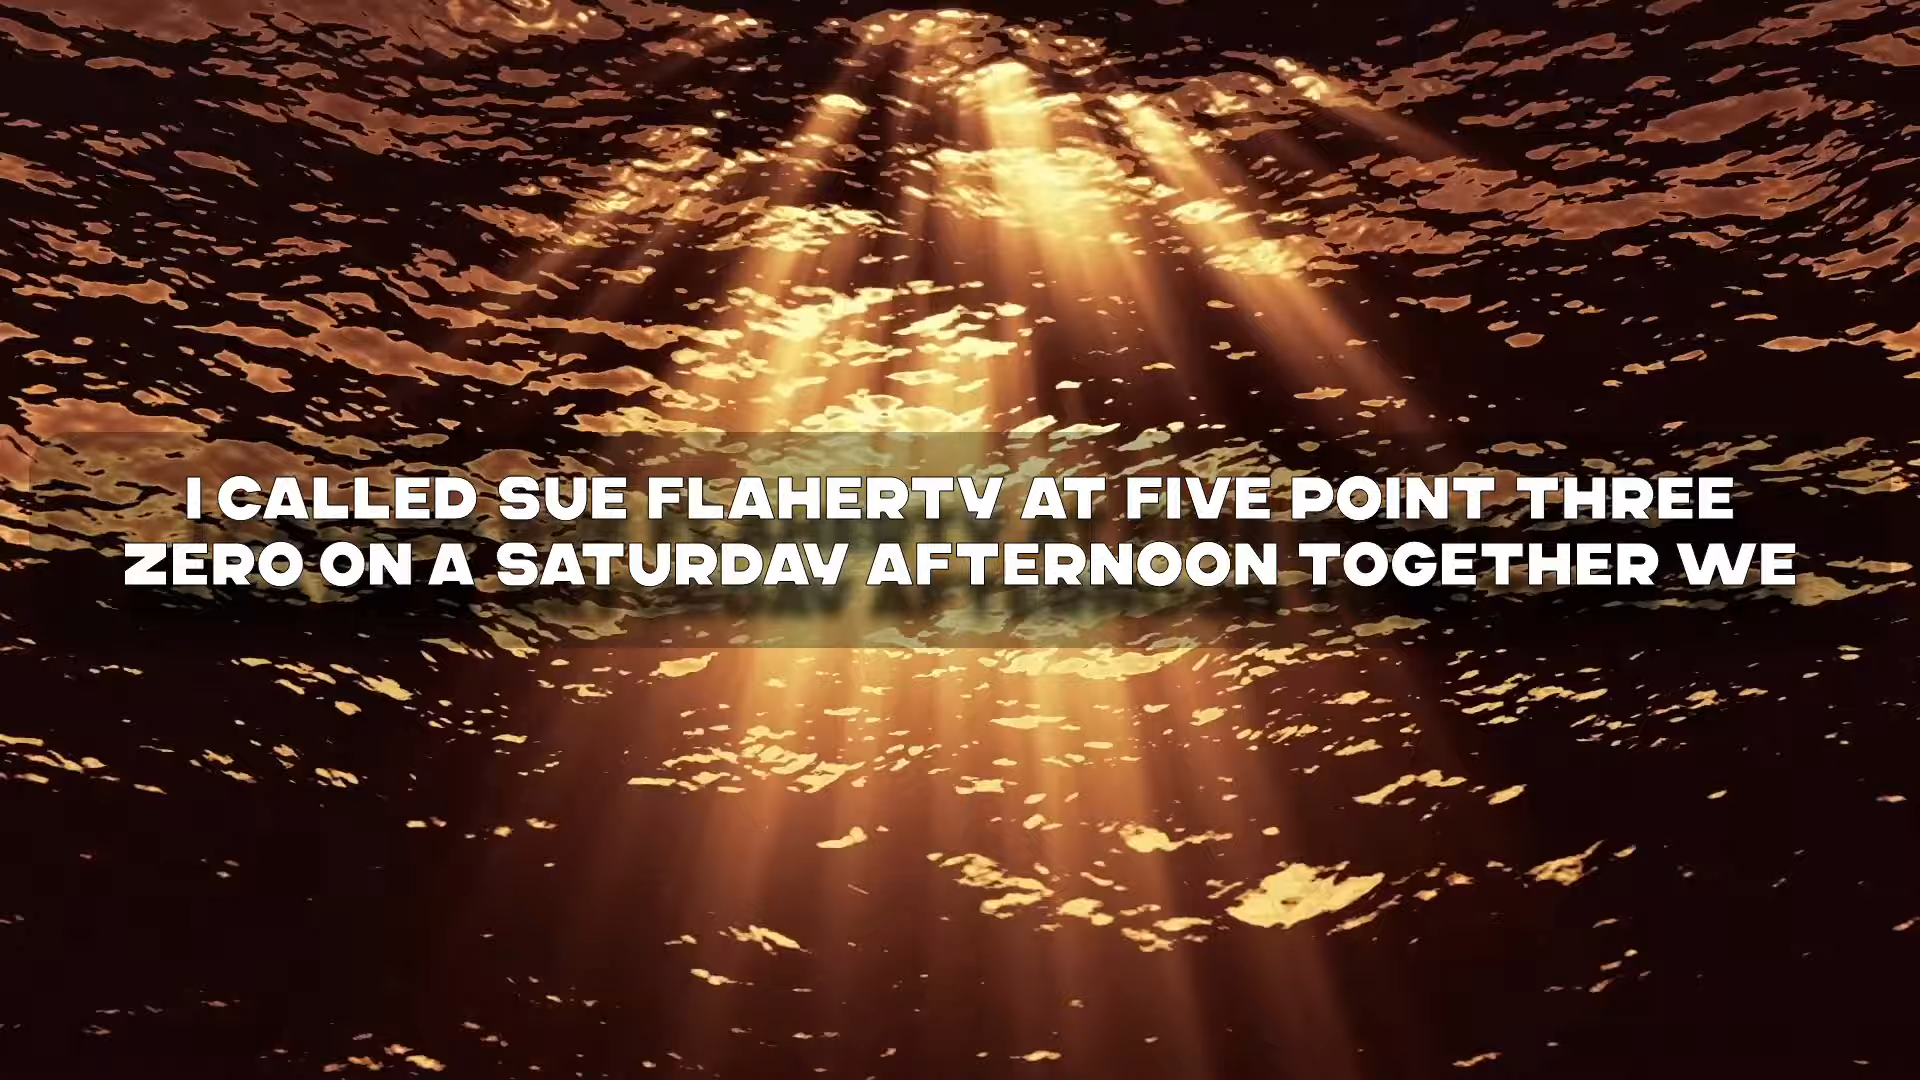 I CALLED SUE FLAHERTY AT FIVE POINT THREE
ZERO ON A SATURDAY AFTERNOON TOGETHER WE